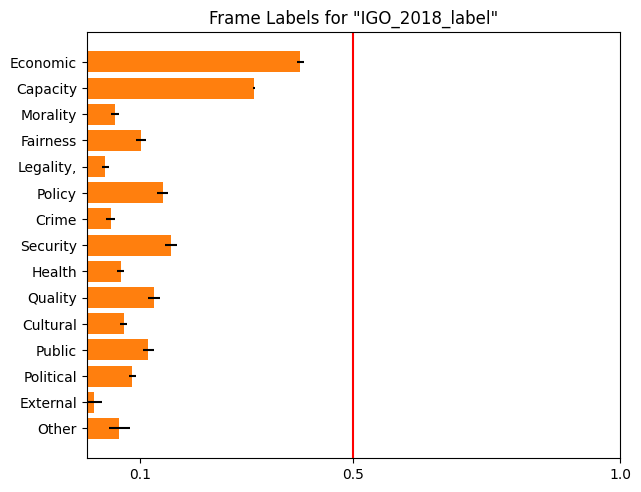 Frame Labels for "IGO_2018_label"
Economic
Capacity
Morality
Fairness
Legality,
Policy
Crime
Security
Health
Quality
Cultural
Public
Political
External
Other
0.1 0.5 1.0